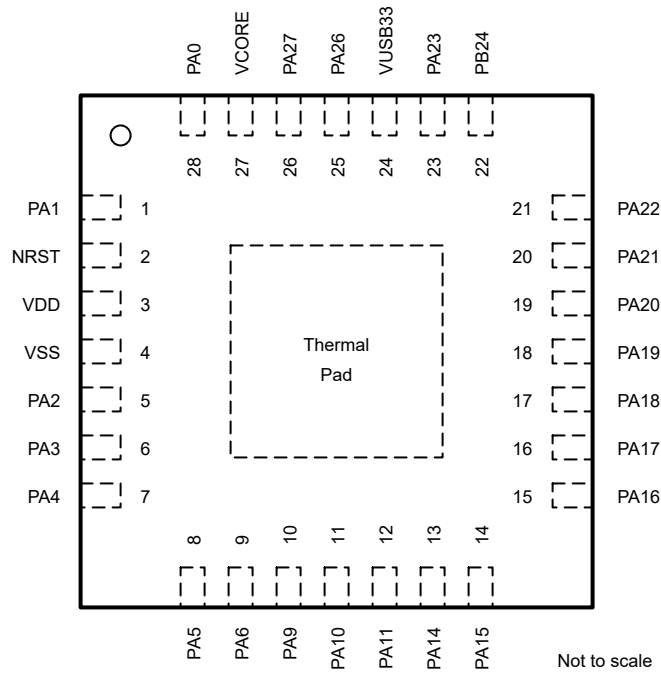 PA0
VCORE
PA27
PA26
VUSB33
PA23
PB24
28
27
26
25
24
23
22
PA1 1
NRST 2
VDD 3
VSS 4
PA2 5
PA3 6
PA4 7
21 PA22
20 PA21
19 PA20
18 PA19
17 PA18
16 PA17
15 PA16
Thermal
Pad
8
9
10
11
12
13
14
PA5
PA6
PA9
PA10
PA11
PA14
PA15
Not to scale